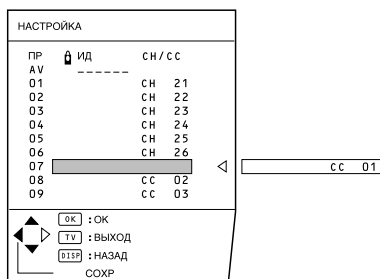 НАСТРОЙКА
ПР ИД CH/CC
AV ------
01 CH 21
02 CH 22
03 CH 23
04 CH 24
05 CH 25
06 CH 26
07 CC 01
08 CC 02
09 CC 03
OK : ОК
TV : ВЫХОД
DISP : НАЗАД
СОХР